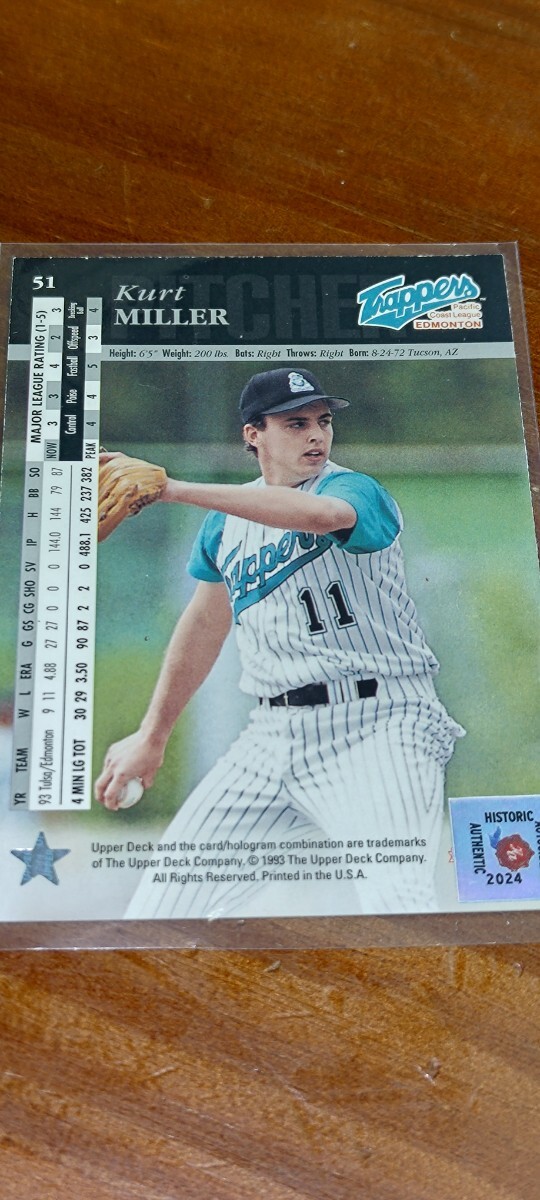 51
Kurt
MILLER
PITCHER
Trappers
Pacific
Coast League
EDMONTON
Height: 6'5" Weight: 200 lbs. Bats: Right Throws: Right Born: 8-24-72 Tucson, AZ
MAJOR LEAGUE RATING (1-5)
Control Poise Fastball Offspeed Breaking Ball
NOW 3 3 4 2 3
PEAK 4 4 5 3 4
YR TEAM W L ERA G GS CG SHO SV IP H BB SO
93 Tulsa/Edmonton 9 11 4.88 27 27 0 0 0 144.0 144 79 87
4 MIN LG TOT 30 29 3.50 90 87 2 2 0 488.1 425 237 382
Trappers
11
Upper Deck and the card/hologram combination are trademarks
of The Upper Deck Company. © 1993 The Upper Deck Company.
All Rights Reserved. Printed in the U.S.A.
HISTORIC
AUTHENTIC
2024